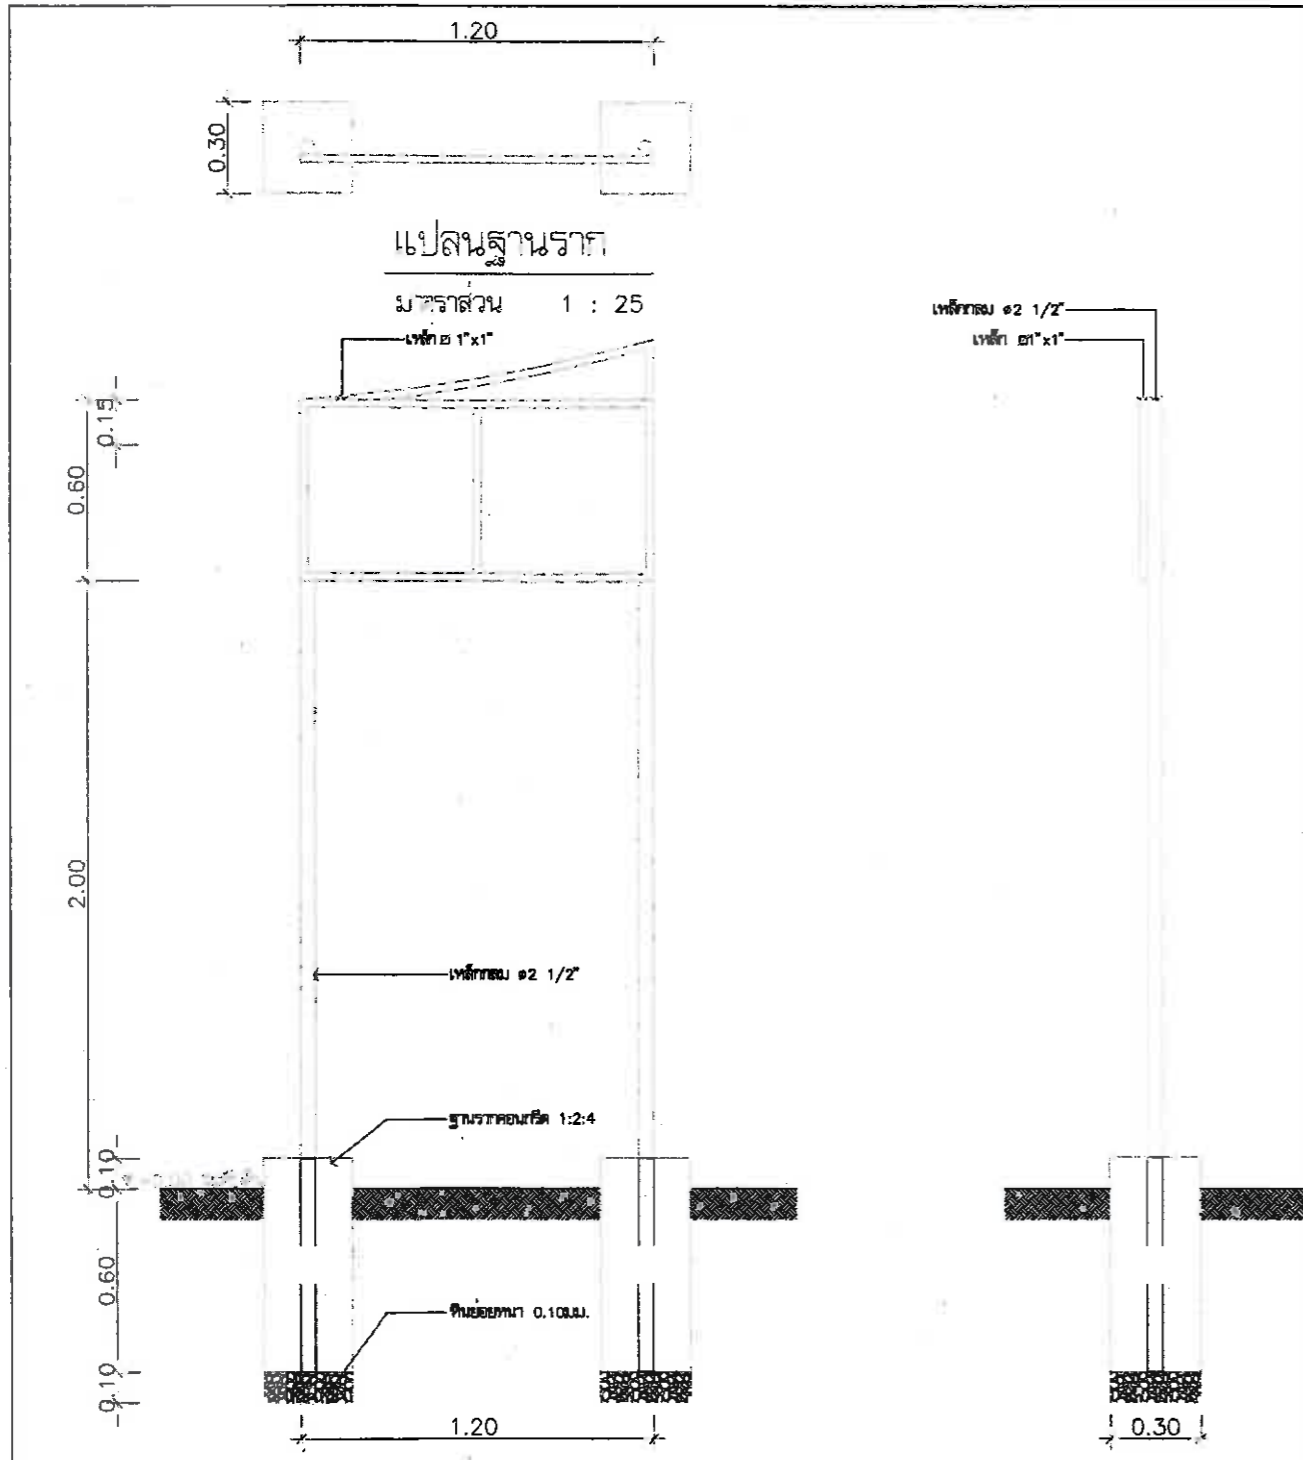 1.20
0.30
แปลนฐานราก
มาตราส่วน 1 : 25
เหล็กกลม ø2 1/2"
เหล็ก 1"x1"
เหล็ก ø1"x1"
0.15
0.60
2.00
เหล็กกลม ø2 1/2"
ฐานรากคอนกรีต 1:2:4
0.10
0.60
หินย่อยหนา 0.10มม.
0.10
1.20
0.30